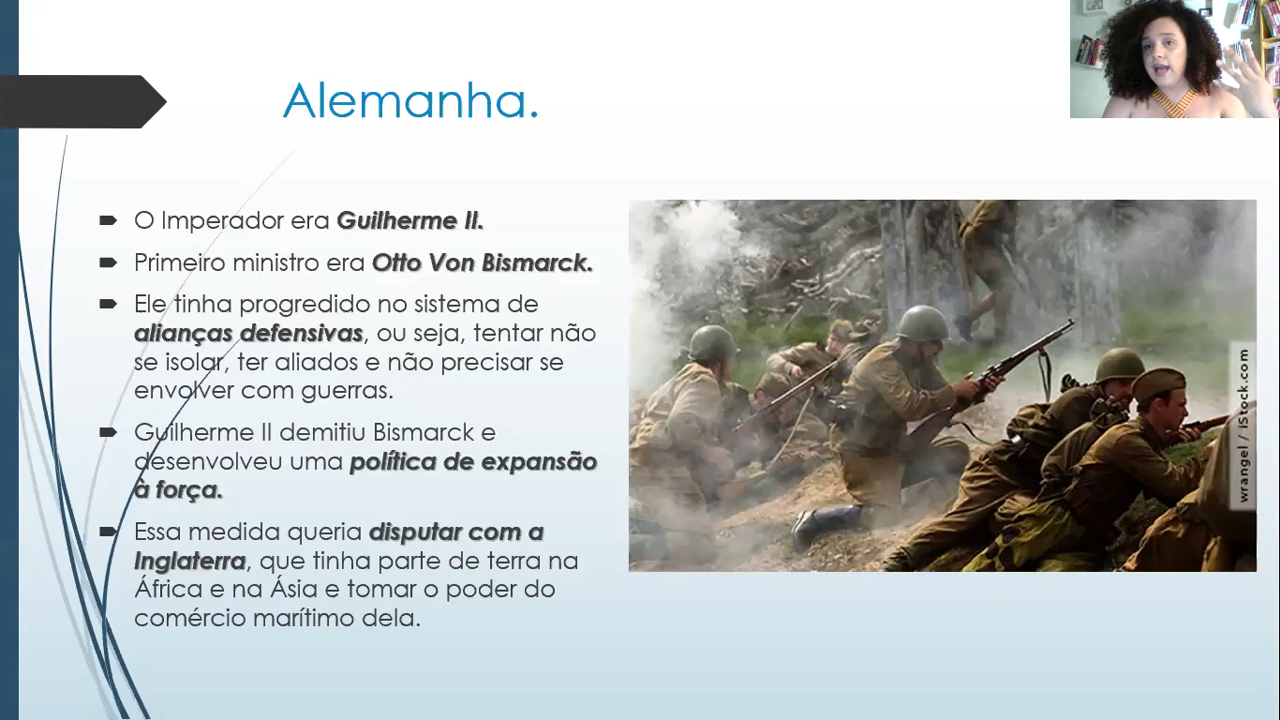 Alemanha.
O Imperador era Guilherme II.
Primeiro ministro era Otto Von Bismarck.
Ele tinha progredido no sistema de
alianças defensivas, ou seja, tentar não
se isolar, ter aliados e não precisar se
envolver com guerras.
Guilherme II demitiu Bismarck e
desenvolveu uma política de expansão
à força.
Essa medida queria disputar com a
Inglaterra, que tinha parte de terra na
África e na Ásia e tomar o poder do
comércio marítimo dela.
wrangel / iStock.com